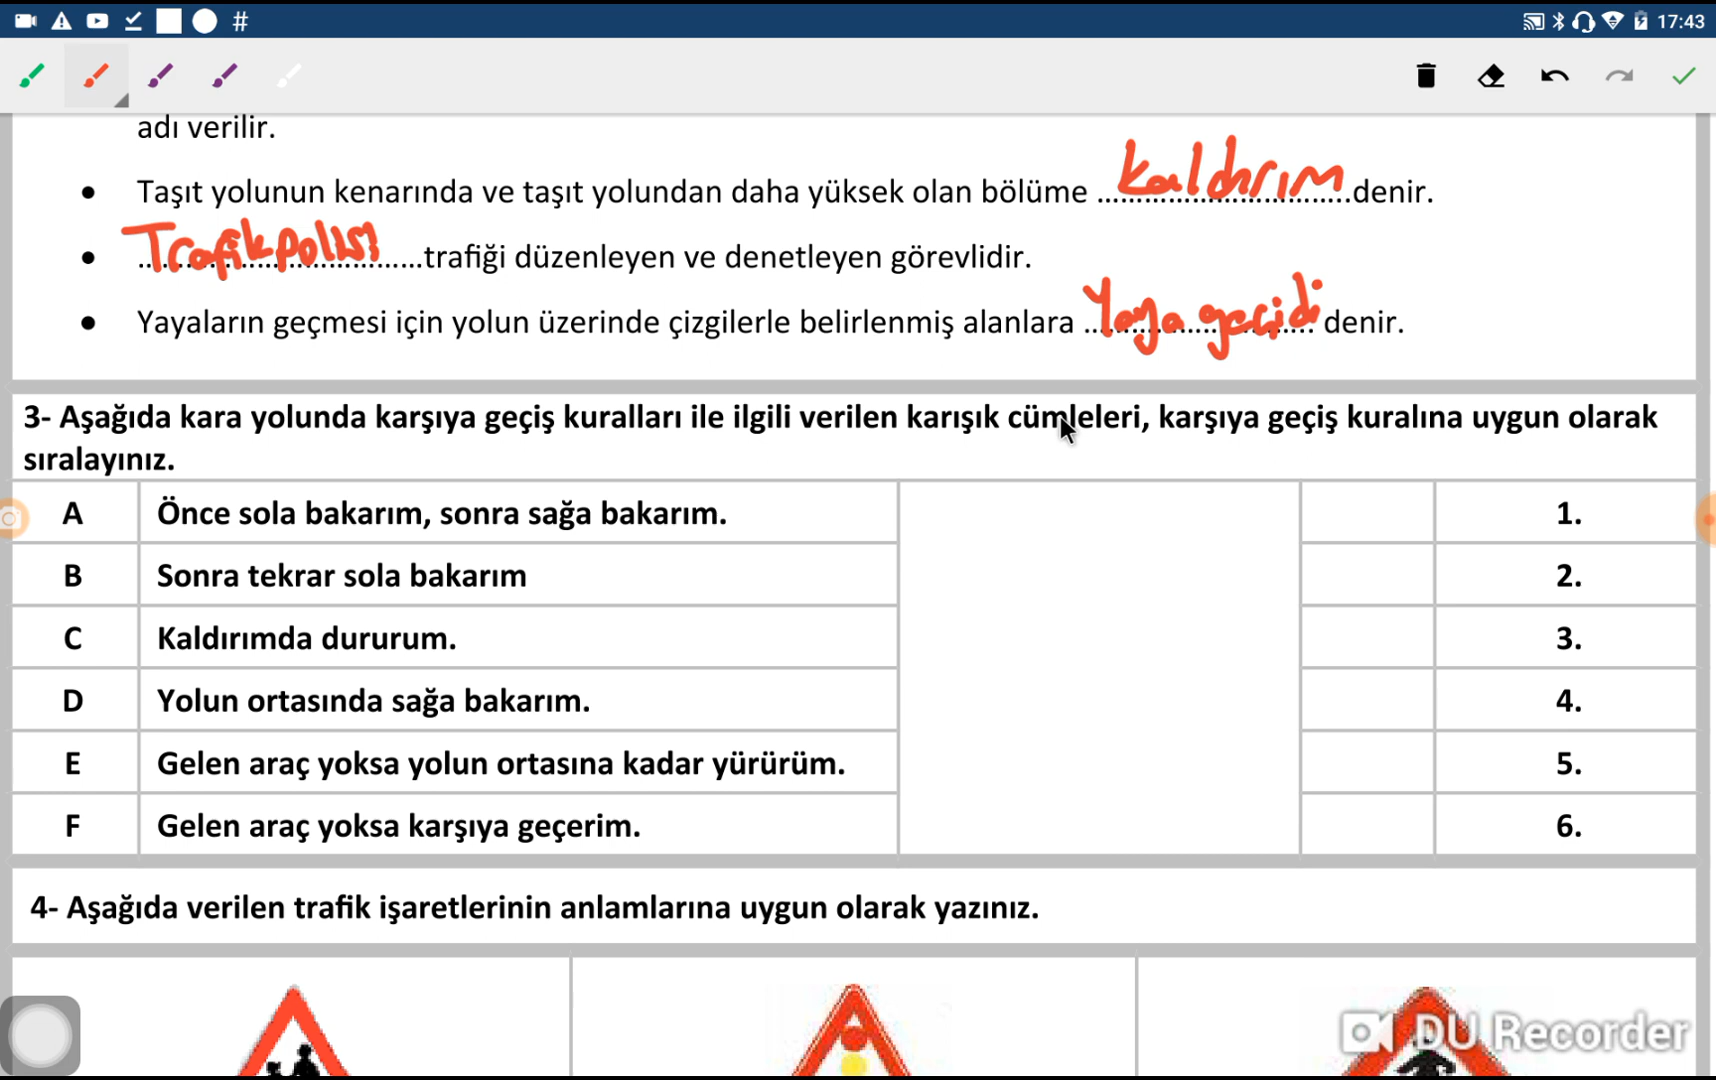 # 17:43
adı verilir.
• Taşıt yolunun kenarında ve taşıt yolundan daha yüksek olan bölüme ....kaldırım....denir.
• ....Trafik polisi....trafiği düzenleyen ve denetleyen görevlidir.
• Yayaların geçmesi için yolun üzerinde çizgilerle belirlenmiş alanlara ....Yaya geçidi.... denir.
3- Aşağıda kara yolunda karşıya geçiş kuralları ile ilgili verilen karışık cümleleri, karşıya geçiş kuralına uygun olarak
sıralayınız.
A Önce sola bakarım, sonra sağa bakarım. 1.
B Sonra tekrar sola bakarım 2.
C Kaldırımda dururum. 3.
D Yolun ortasında sağa bakarım. 4.
E Gelen araç yoksa yolun ortasına kadar yürürüm. 5.
F Gelen araç yoksa karşıya geçerim. 6.
4- Aşağıda verilen trafik işaretlerinin anlamlarına uygun olarak yazınız.
DU Recorder